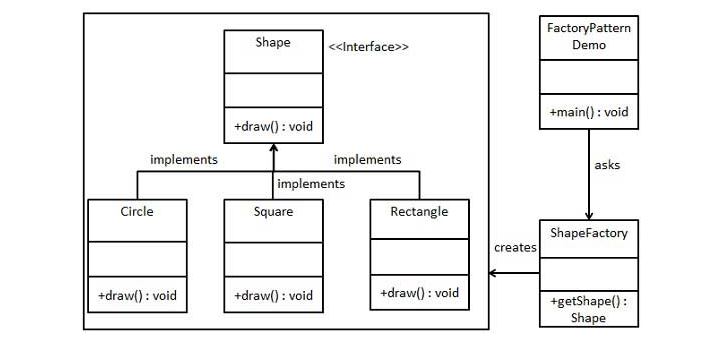 Shape
<<Interface>>
+draw() : void
FactoryPattern
Demo
+main() : void
implements
implements
implements
asks
Circle
+draw() : void
Square
+draw() : void
Rectangle
+draw() : void
creates
ShapeFactory
+getShape() :
Shape